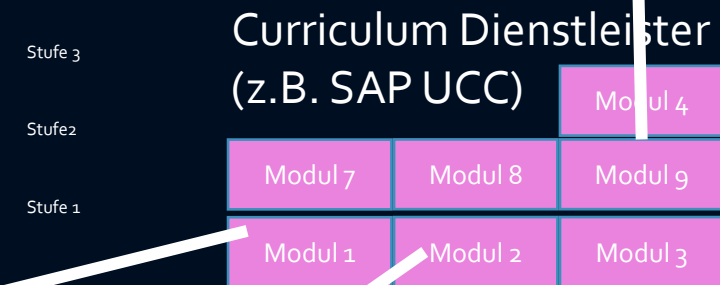 Curriculum Dienstleister
Stufe 3
(z.B. SAP UCC)
Modul 4
Stufe2
Modul 7 Modul 8 Modul 9
Stufe 1
Modul 1 Modul 2 Modul 3